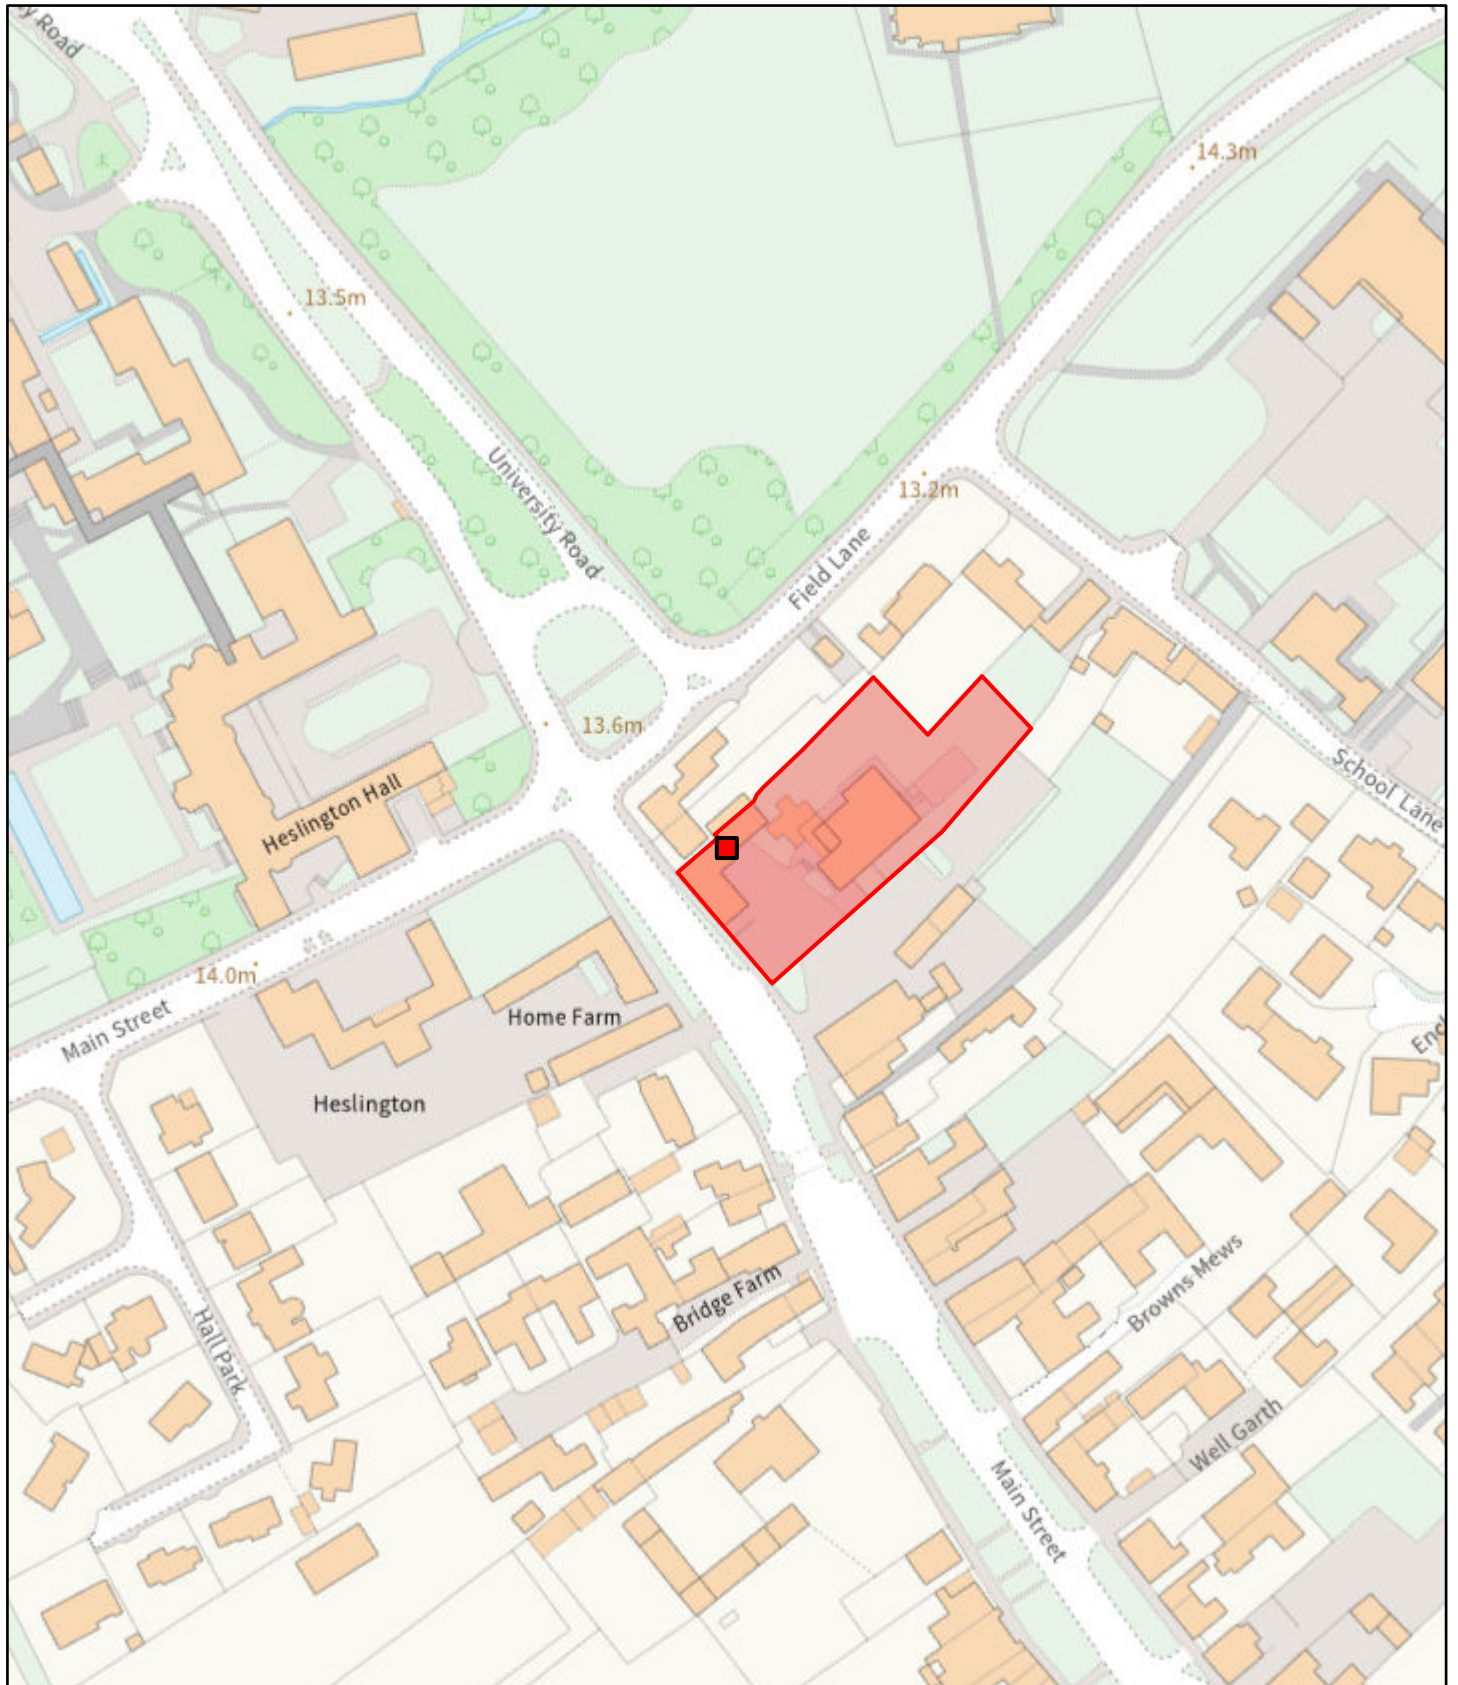 y Road
14.3m
13.5m
University Road
13.2m
Field Lane
13.6m
School Lane
Heslington Hall
14.0m
Main Street
Home Farm
Heslington
Encl
Browns Mews
Bridge Farm
Hall Park
Well Garth
Main Street